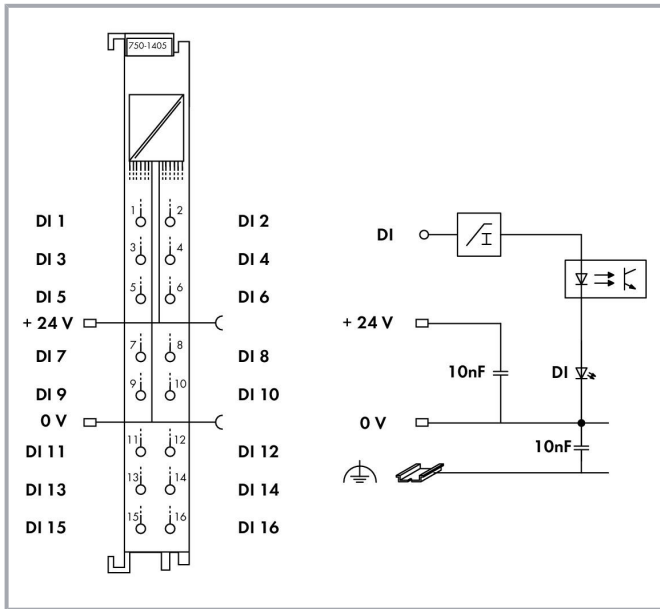 750-1405
1 2
DI 1 DI 2
3 4
DI 3 DI 4
5 6
DI 5 DI 6
+ 24 V
7 8
DI 7 DI 8
9 10
DI 9 DI 10
0 V
11 12
DI 11 DI 12
13 14
DI 13 DI 14
15 16
DI 15 DI 16
DI
I
+ 24 V
10nF
DI
0 V
10nF